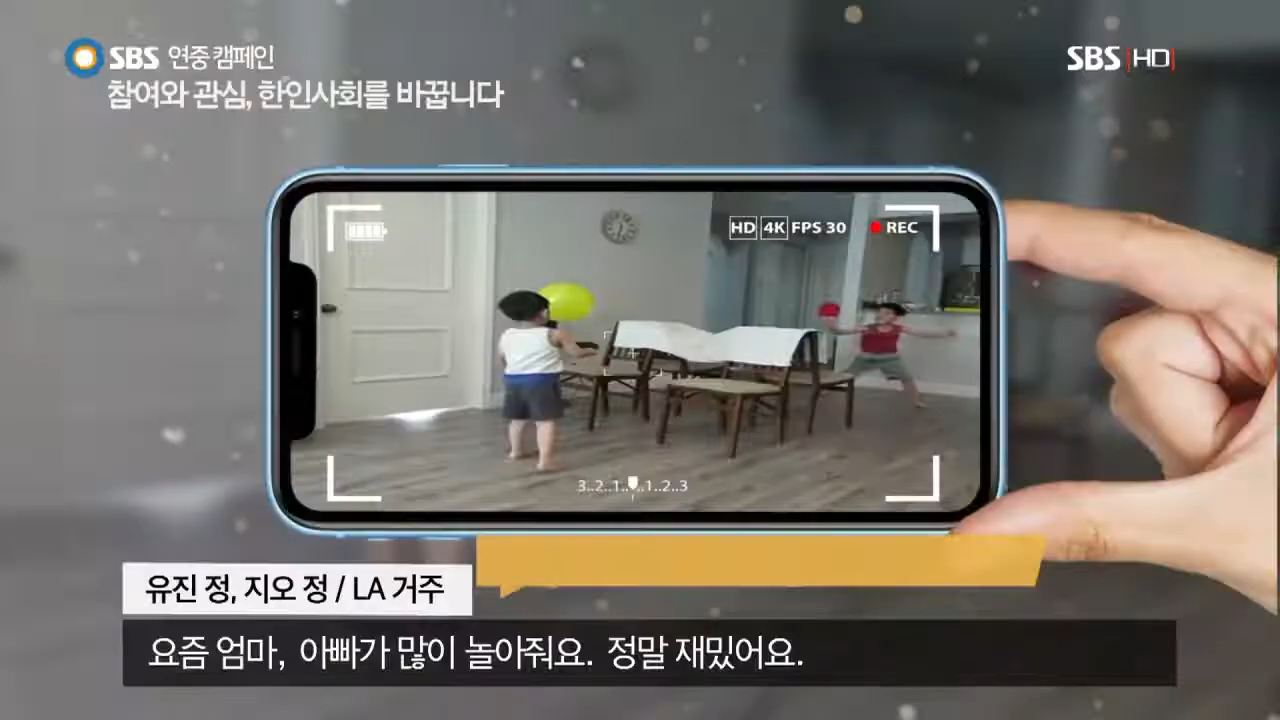 SBS 연중 캠페인
참여와 관심, 한인사회를 바꿉니다
SBS HD
HD 4K FPS 30 REC
3..2..1.. ..1..2..3
유진 정, 지오 정 / LA 거주
요즘 엄마, 아빠가 많이 놀아줘요. 정말 재밌어요.